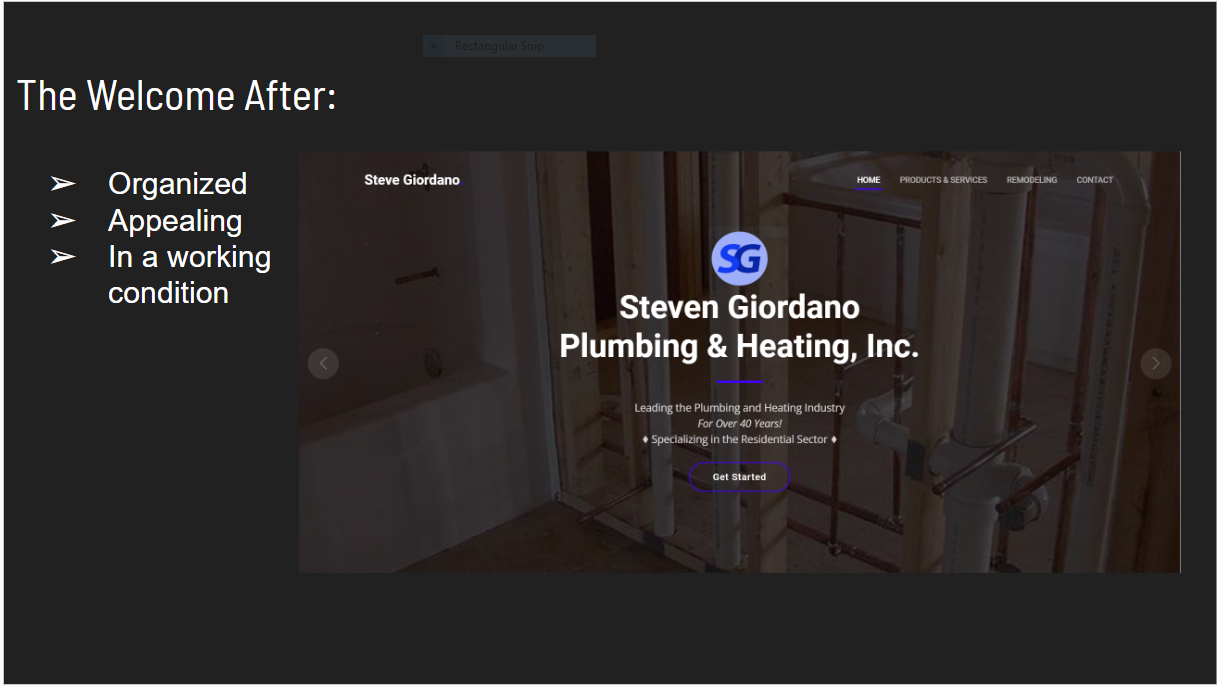 Rectangular Snip
The Welcome After:
➢ Organized
➢ Appealing
➢ In a working
condition
Steve Giordano
HOME PRODUCTS & SERVICES REMODELING CONTACT
SG
Steven Giordano
Plumbing & Heating, Inc.
Leading the Plumbing and Heating Industry
For Over 40 Years!
♦ Specializing in the Residential Sector ♦
Get Started